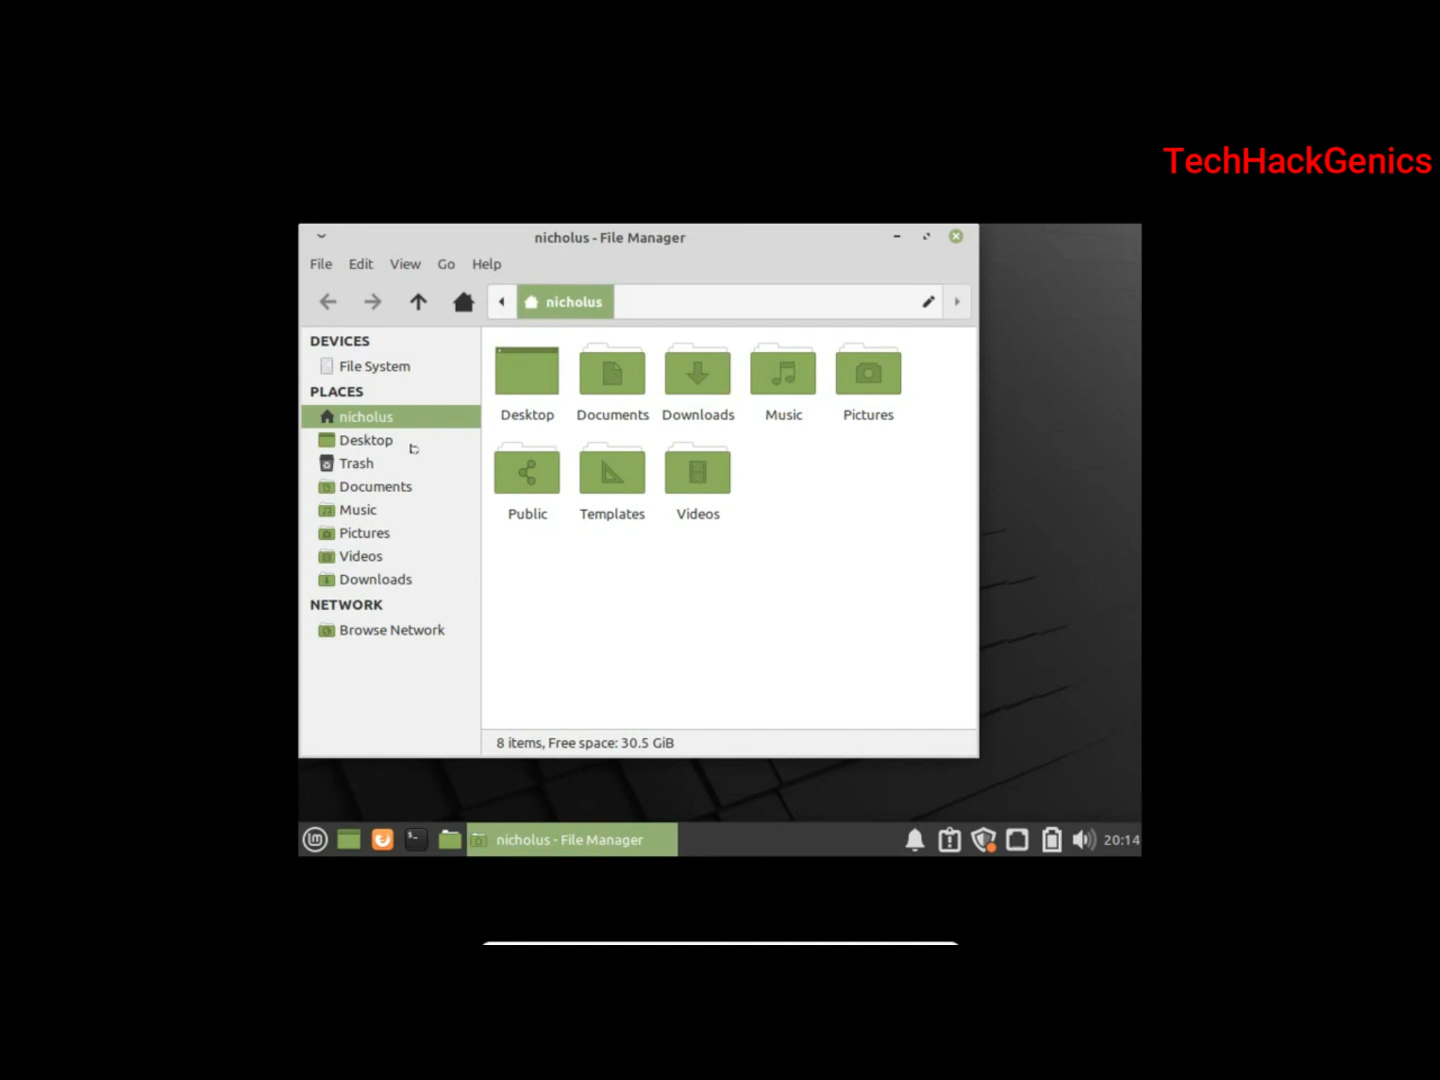 TechHackGenics
nicholus - File Manager
File Edit View Go Help
nicholus
DEVICES
File System
PLACES
nicholus
Desktop
Trash
Documents
Music
Pictures
Videos
Downloads
NETWORK
Browse Network
Desktop Documents Downloads Music Pictures
Public Templates Videos
8 items, Free space: 30.5 GiB
nicholus - File Manager
20:14